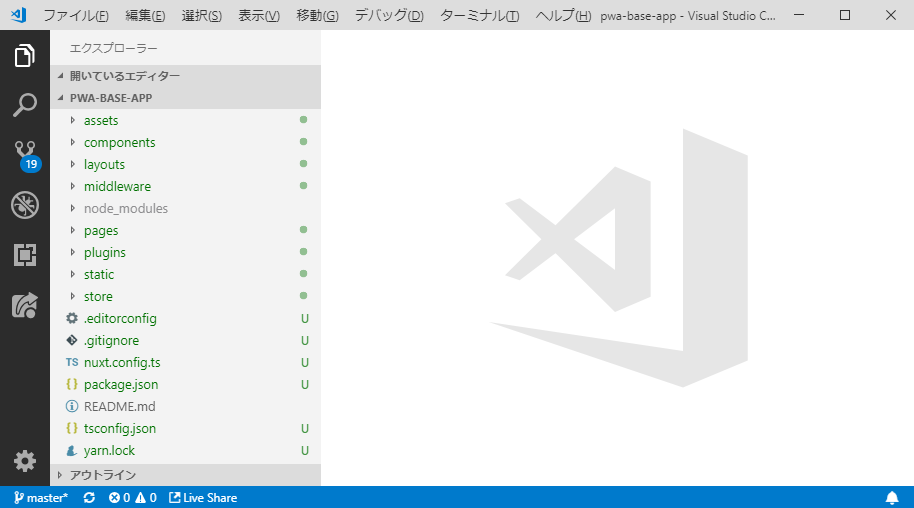 ファイル(F) 編集(E) 選択(S) 表示(V) 移動(G) デバッグ(D) ターミナル(T) ヘルプ(H) pwa-base-app - Visual Studio C...
エクスプローラー
開いているエディター
PWA-BASE-APP
assets
components
layouts
middleware
node_modules
pages
plugins
static
store
.editorconfig U
.gitignore U
TS nuxt.config.ts U
{} package.json U
README.md
{} tsconfig.json U
yarn.lock U
アウトライン
19
master* 0 0 Live Share